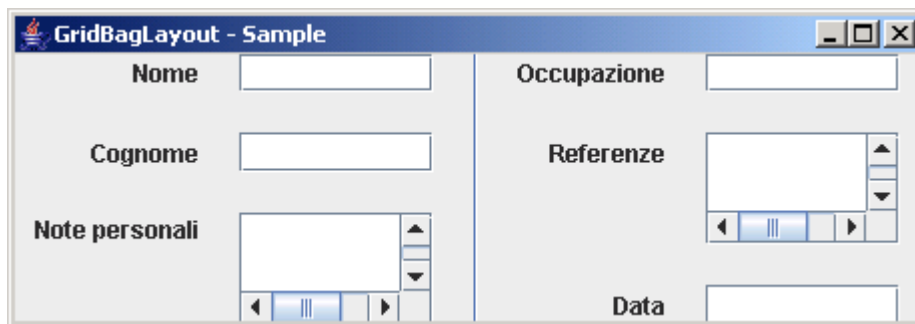 GridBagLayout - Sample
Nome
Occupazione
Cognome
Referenze
Note personali
Data